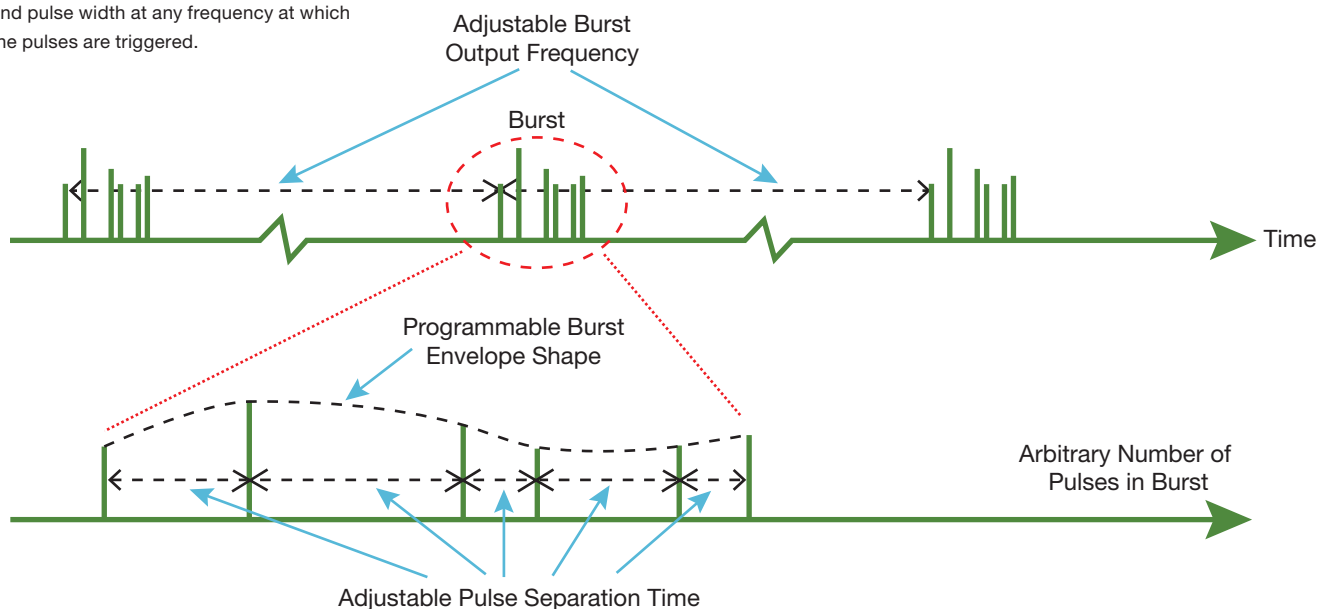 nd pulse width at any frequency at which
ne pulses are triggered.
Adjustable Burst
Output Frequency
Burst
Time
Programmable Burst
Envelope Shape
Arbitrary Number of
Pulses in Burst
Adjustable Pulse Separation Time